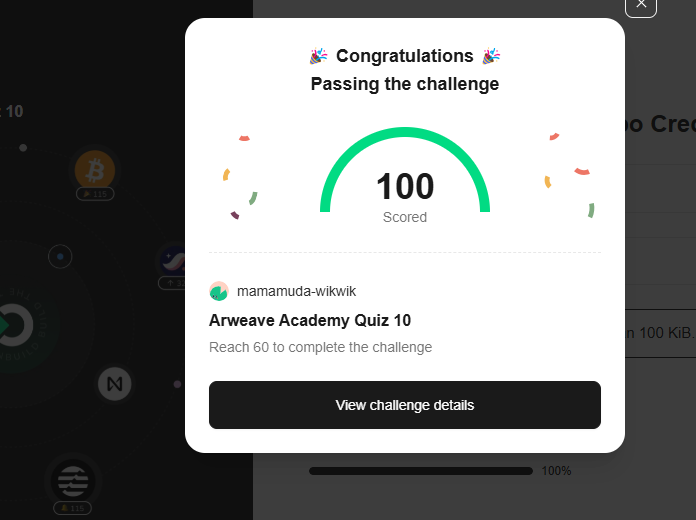 Congratulations
Passing the challenge
t 10
oo Cred
115
100
Scored
mamamuda-wikwik
Arweave Academy Quiz 10
n 100 KiB.
Reach 60 to complete the challenge
View challenge details
100%
115